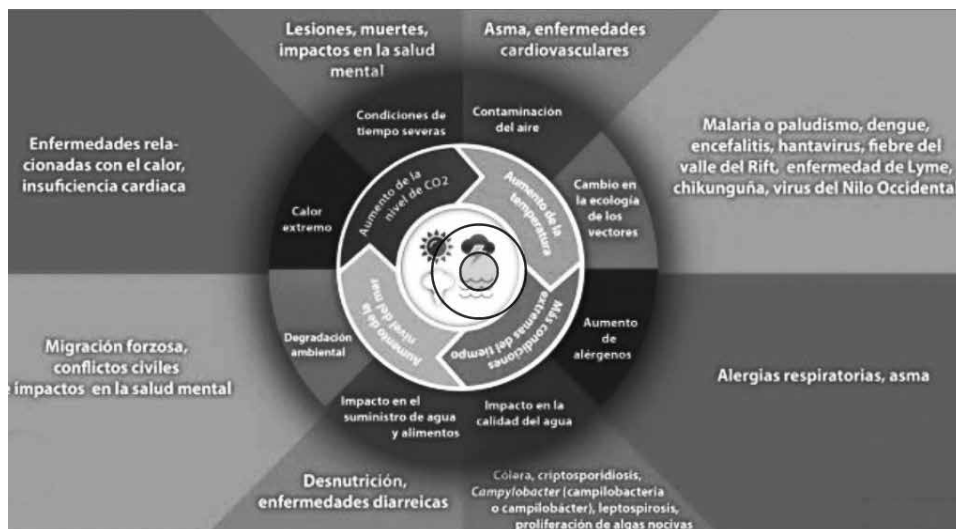 Lesiones, muertes,
impactos en la salud
mental
Asma, enfermedades
cardiovasculares
Condiciones de
tiempo severas
Contaminación
del aire
Enfermedades rela-
cionadas con el calor,
insuficiencia cardiaca
Malaria o paludismo, dengue,
encefalitis, hantavirus, fiebre del
valle del Rift, enfermedad de Lyme,
chikunguña, virus del Nilo Occidental
Calor
extremo
Cambio en
la ecología
de los
vectores
Aumento de la
nivel de CO2
Aumento de la
temperatura
Aumento de la
nivel del mar
Más condiciones
extremas del tiempo
Degradación
ambiental
Aumento
de
alérgenos
Migración forzosa,
conflictos civiles
e impactos en la salud mental
Alergias respiratorias, asma
Impacto en el
suministro de agua
y alimentos
Impacto en la
calidad del agua
Desnutrición,
enfermedades diarreicas
Cólera, criptosporidiosis,
Campylobacter (campilobacteria
o campilobácter), leptospirosis,
proliferación de algas nocivas